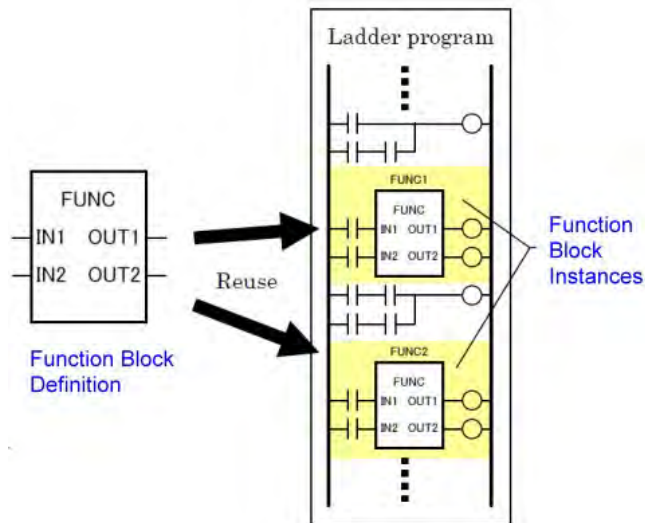 Ladder program
FUNC
IN1 OUT1
IN2 OUT2
Function Block
Definition
Reuse
FUNC1
FUNC
IN1 OUT1
IN2 OUT2
FUNC2
FUNC
IN1 OUT1
IN2 OUT2
Function
Block
Instances